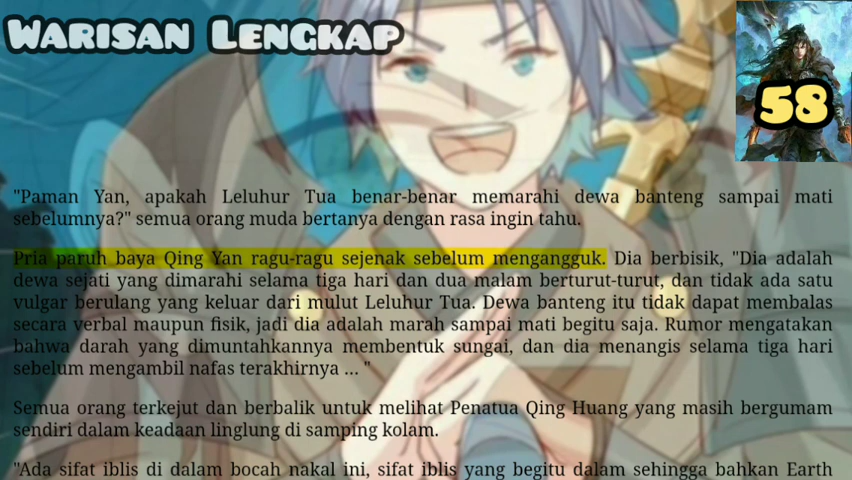 Warisan Lengkap
58
"Paman Yan, apakah Leluhur Tua benar-benar memarahi dewa banteng sampai mati
sebelumnya?" semua orang muda bertanya dengan rasa ingin tahu.
Pria paruh baya Qing Yan ragu-ragu sejenak sebelum mengangguk. Dia berbisik, "Dia adalah
dewa sejati yang dimarahi selama tiga hari dan dua malam berturut-turut, dan tidak ada satu
vulgar berulang yang keluar dari mulut Leluhur Tua. Dewa banteng itu tidak dapat membalas
secara verbal maupun fisik, jadi dia adalah marah sampai mati begitu saja. Rumor mengatakan
bahwa darah yang dimuntahkannya membentuk sungai, dan dia menangis selama tiga hari
sebelum mengambil nafas terakhirnya ... "
Semua orang terkejut dan berbalik untuk melihat Penatua Qing Huang yang masih bergumam
sendiri dalam keadaan linglung di samping kolam.
"Ada sifat iblis di dalam bocah nakal ini, sifat iblis yang begitu dalam sehingga bahkan Earth